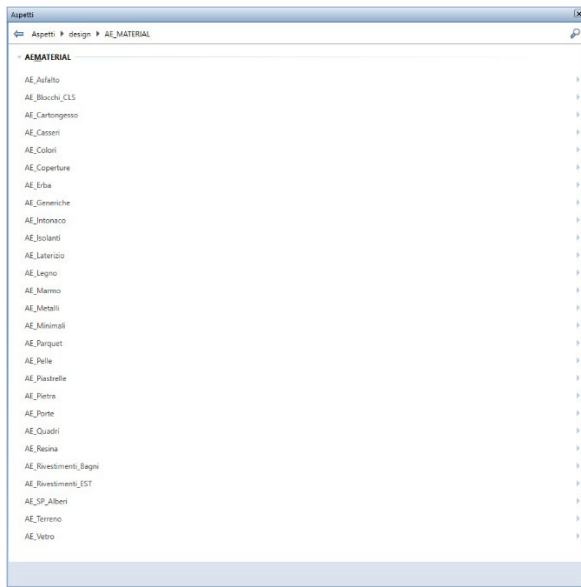 Aspetti
Aspetti design AE_MATERIAL
AEMATERIAL
AE_Asfalto
AE_Blocchi_CLS
AE_Cartongesso
AE_Casseri
AE_Colori
AE_Coperture
AE_Erba
AE_Generiche
AE_Intonaco
AE_Isolanti
AE_Laterizio
AE_Legno
AE_Marmo
AE_Metalli
AE_Minimali
AE_Parquet
AE_Pelle
AE_Piastrelle
AE_Pietra
AE_Porte
AE_Quadri
AE_Resina
AE_Rivestimenti_Bagni
AE_Rivestimenti_EST
AE_SP_Alberi
AE_Terreno
AE_Vetro